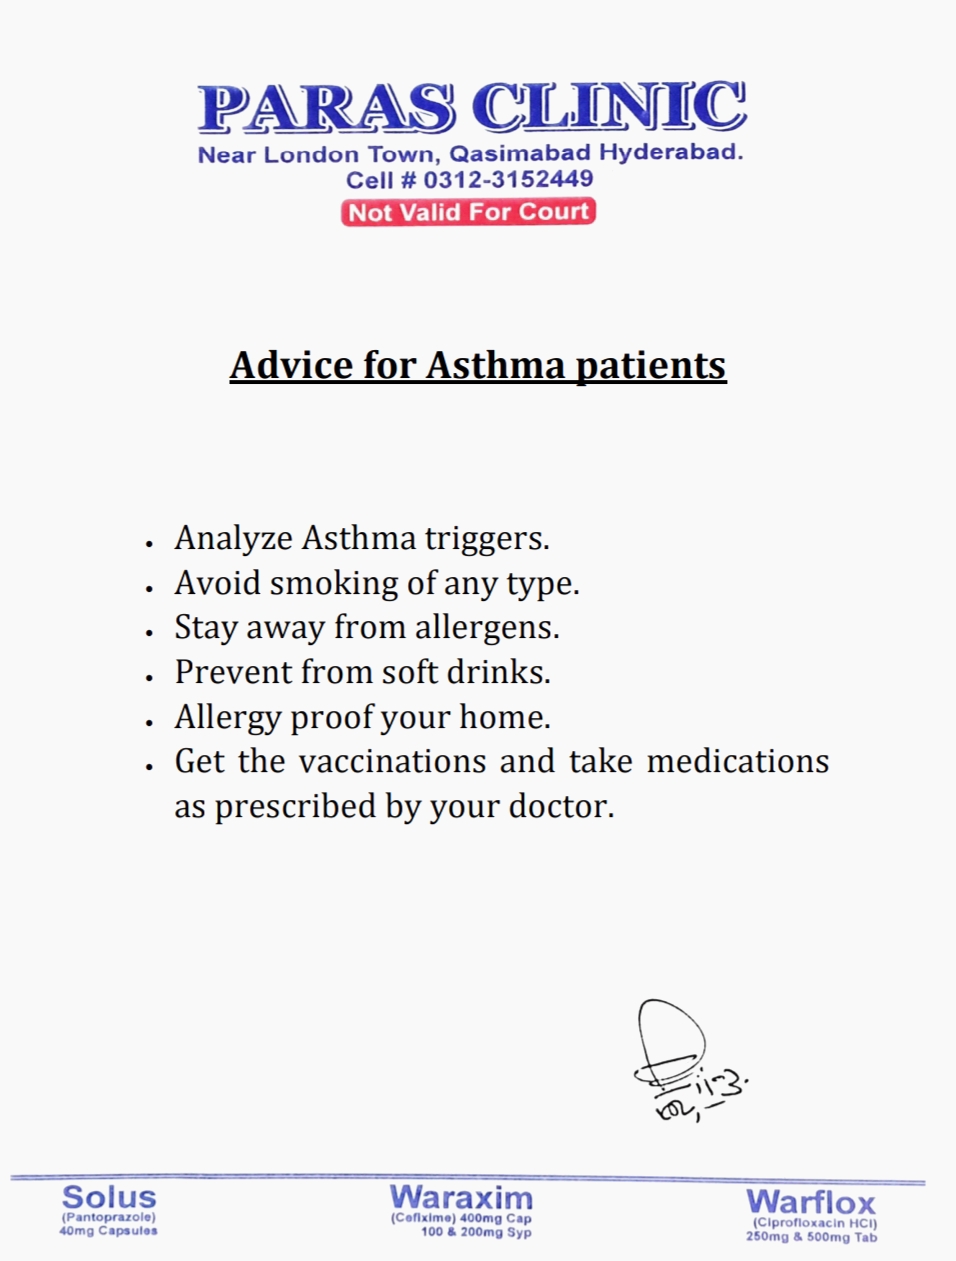 PARAS CLINIC
Near London Town, Qasimabad Hyderabad.
Cell # 0312-3152449
Not Valid For Court
Advice for Asthma patients
• Analyze Asthma triggers.
• Avoid smoking of any type.
• Stay away from allergens.
• Prevent from soft drinks.
• Allergy proof your home.
• Get the vaccinations and take medications
as prescribed by your doctor.
Solus
(Pantoprazole)
40mg Capsules
Waraxim
(Cefixime) 400mg Cap
100 & 200mg Syp
Warflox
(Ciprofloxacin HCl)
250mg & 500mg Tab